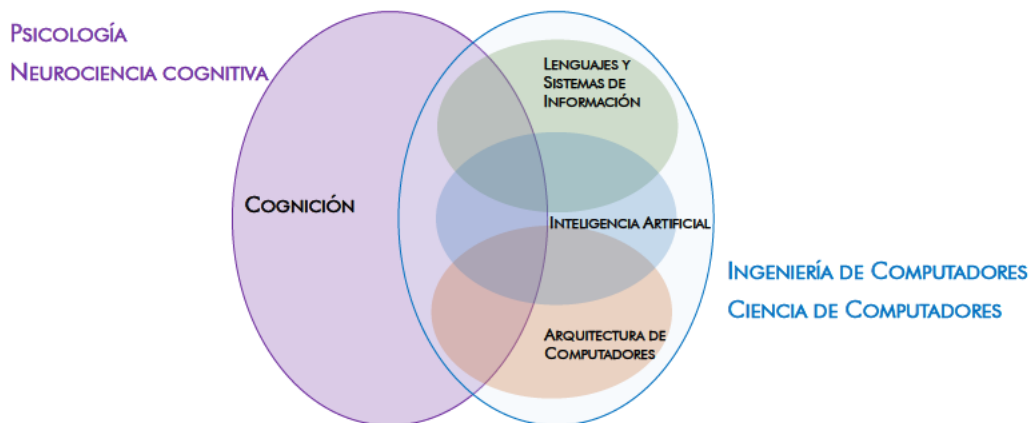 PSICOLOGÍA
NEUROCIENCIA COGNITIVA
LENGUAJES Y
SISTEMAS DE
INFORMACIÓN
COGNICIÓN
INTELIGENCIA ARTIFICIAL
INGENIERÍA DE COMPUTADORES
CIENCIA DE COMPUTADORES
ARQUITECTURA DE
COMPUTADORES